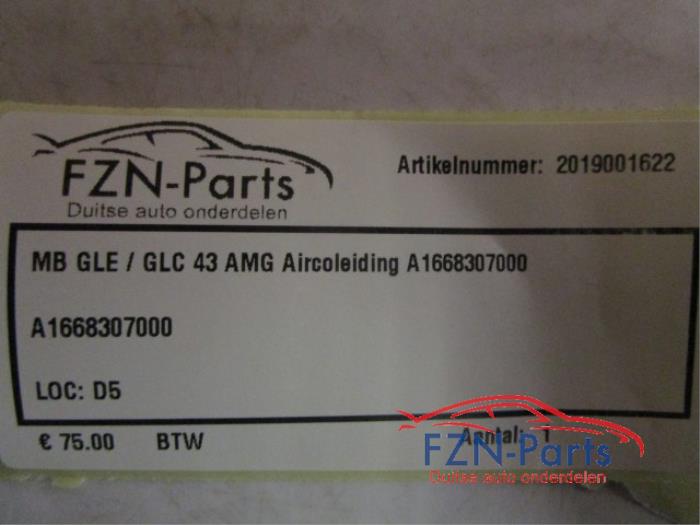 FZN-Parts
Duitse auto onderdelen
Artikelnummer: 2019001622
MB GLE / GLC 43 AMG Aircoleiding A1668307000
A1668307000
LOC: D5
€ 75.00 BTW Aantal: 1
FZN-Parts
Duitse auto onderdelen